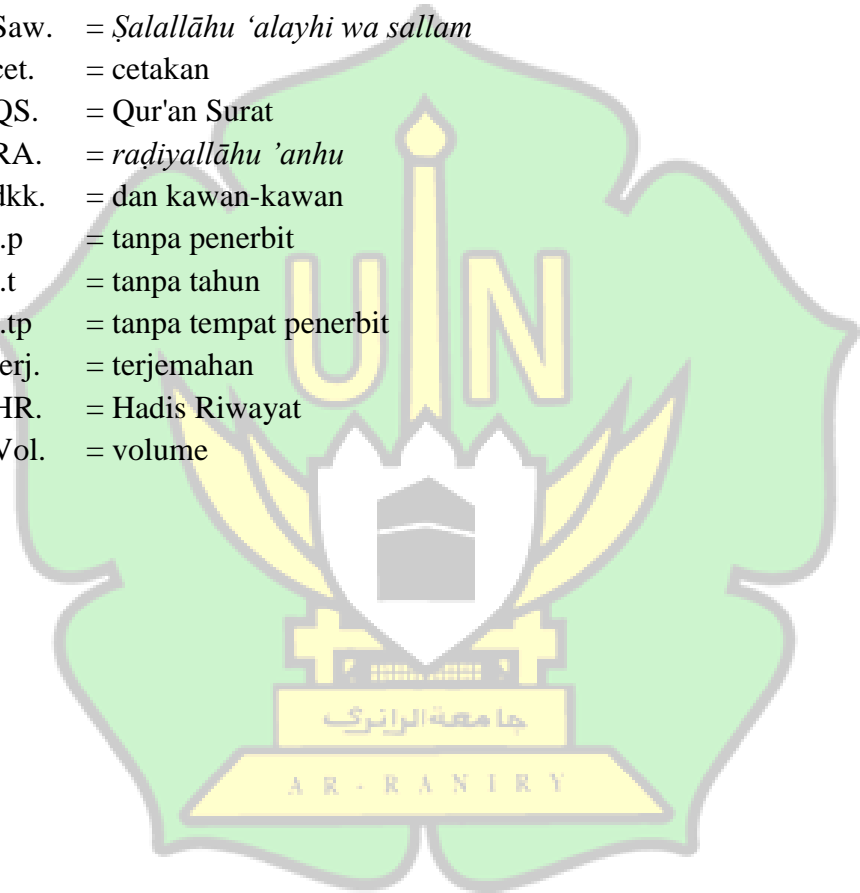 Saw. = Ṣalallāhu ‘alayhi wa sallam
cet. = cetakan
QS. = Qur'an Surat
RA. = raḍiyallāhu ’anhu
dkk. = dan kawan-kawan
.p = tanpa penerbit
.t = tanpa tahun
.tp = tanpa tempat penerbit
erj. = terjemahan
HR. = Hadis Riwayat
Vol. = volume
UIN
جامعة الرانري
AR-RANIRY